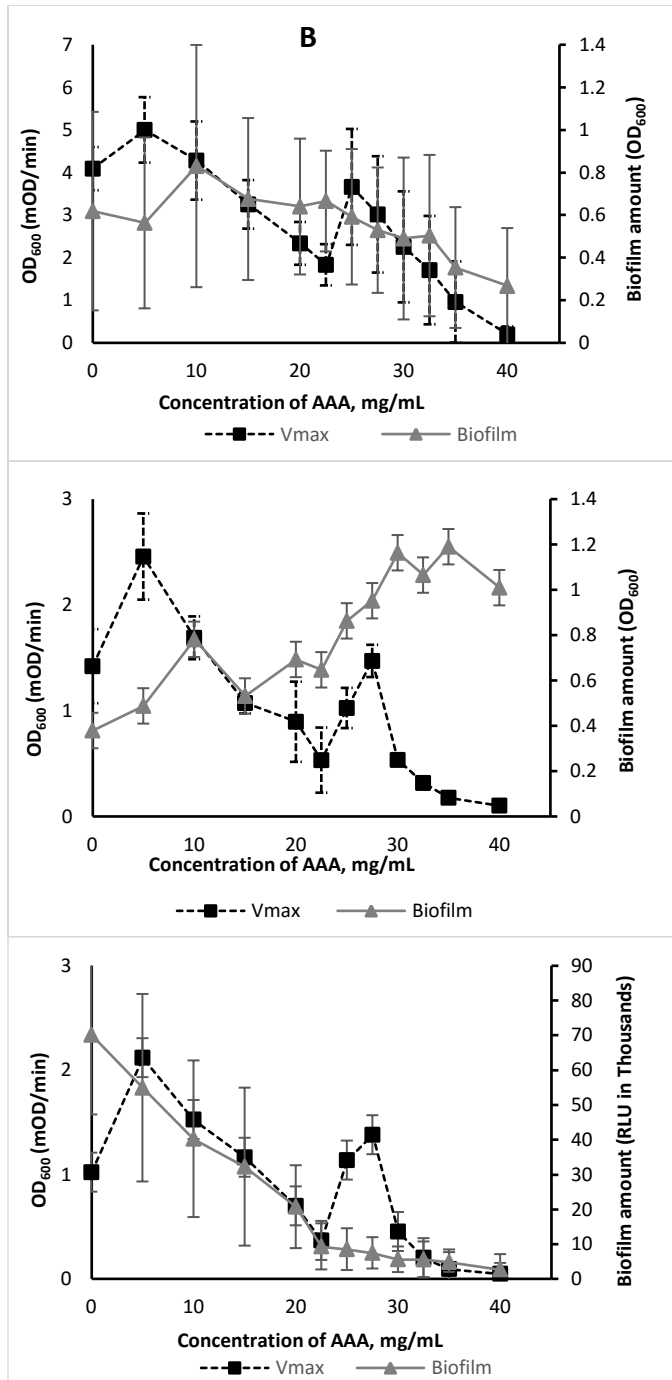 B
7
6
5
4
3
2
1
0
OD600 (mOD/min)
1.4
1.2
1
0.8
0.6
0.4
0.2
0
Biofilm amount (OD600)
0 10 20 30 40
Concentration of AAA, mg/mL
Vmax Biofilm
3
2
1
0
OD600 (mOD/min)
1.4
1.2
1
0.8
0.6
0.4
0.2
0
Biofilm amount (OD600)
0 10 20 30 40
Concentration of AAA, mg/mL
Vmax Biofilm
3
2
1
0
OD600 (mOD/min)
90
80
70
60
50
40
30
20
10
0
Biofilm amount (RLU in Thousands)
0 10 20 30 40
Concentration of AAA, mg/mL
Vmax Biofilm